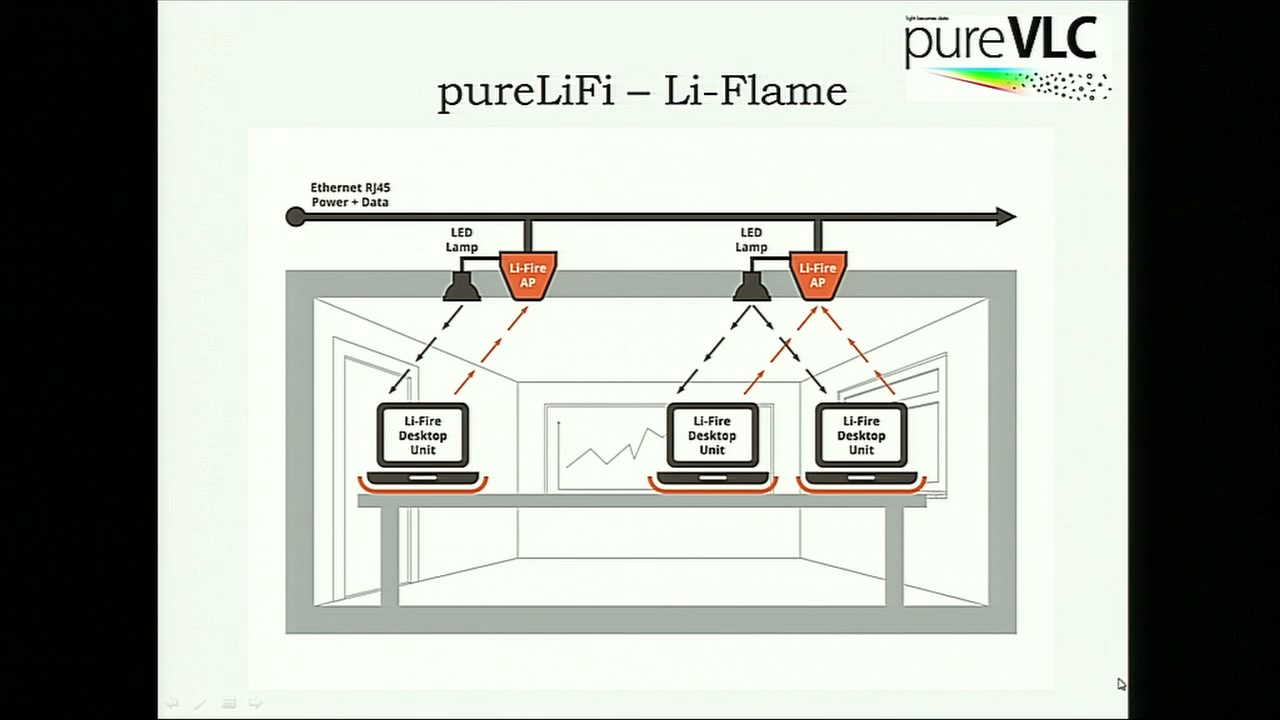 light becomes data
pureVLC
pureLiFi – Li-Flame
Ethernet RJ45
Power + Data
LED
Lamp
Li-Fire
AP
LED
Lamp
Li-Fire
AP
Li-Fire
Desktop
Unit
Li-Fire
Desktop
Unit
Li-Fire
Desktop
Unit